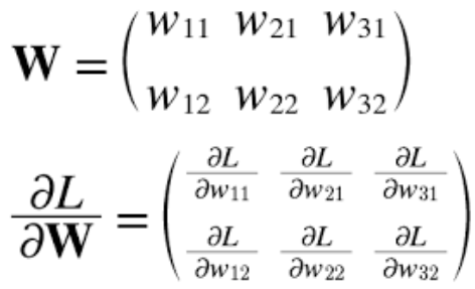 W = ( w₁₁ w₂₁ w₃₁
w₁₂ w₂₂ w₃₂ )
∂L/∂W = ( ∂L/∂w₁₁ ∂L/∂w₂₁ ∂L/∂w₃₁
∂L/∂w₁₂ ∂L/∂w₂₂ ∂L/∂w₃₂ )